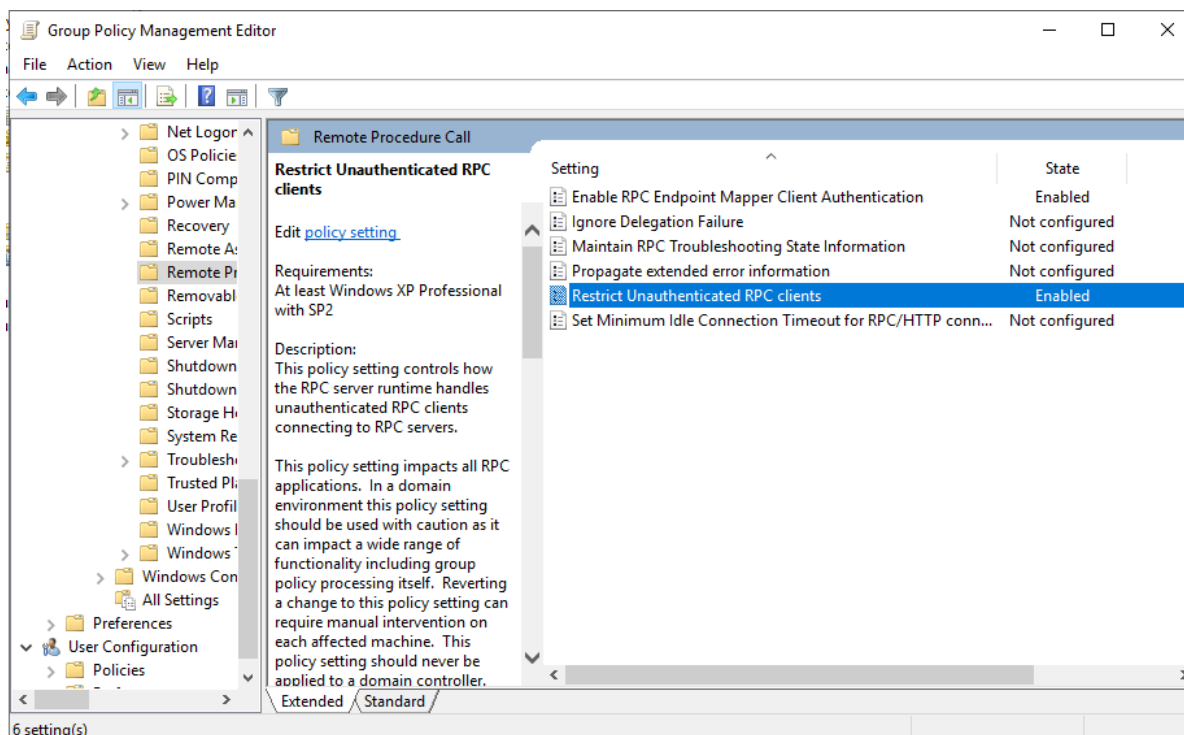 Group Policy Management Editor
File Action View Help
Net Logor
OS Policie
PIN Comp
Power Ma
Recovery
Remote A
Remote Pr
Removabl
Scripts
Server Mar
Shutdown
Shutdown
Storage H
System Re
Troublesh
Trusted Pl
User Profil
Windows
Windows
Windows Con
All Settings
Preferences
User Configuration
Policies
Remote Procedure Call
Restrict Unauthenticated RPC
clients
Edit policy setting
Requirements:
At least Windows XP Professional
with SP2
Description:
This policy setting controls how
the RPC server runtime handles
unauthenticated RPC clients
connecting to RPC servers.
This policy setting impacts all RPC
applications. In a domain
environment this policy setting
should be used with caution as it
can impact a wide range of
functionality including group
policy processing itself. Reverting
a change to this policy setting can
require manual intervention on
each affected machine. This
policy setting should never be
applied to a domain controller.
Setting State
Enable RPC Endpoint Mapper Client Authentication Enabled
Ignore Delegation Failure Not configured
Maintain RPC Troubleshooting State Information Not configured
Propagate extended error information Not configured
Restrict Unauthenticated RPC clients Enabled
Set Minimum Idle Connection Timeout for RPC/HTTP conn... Not configured
Extended Standard
6 setting(s)